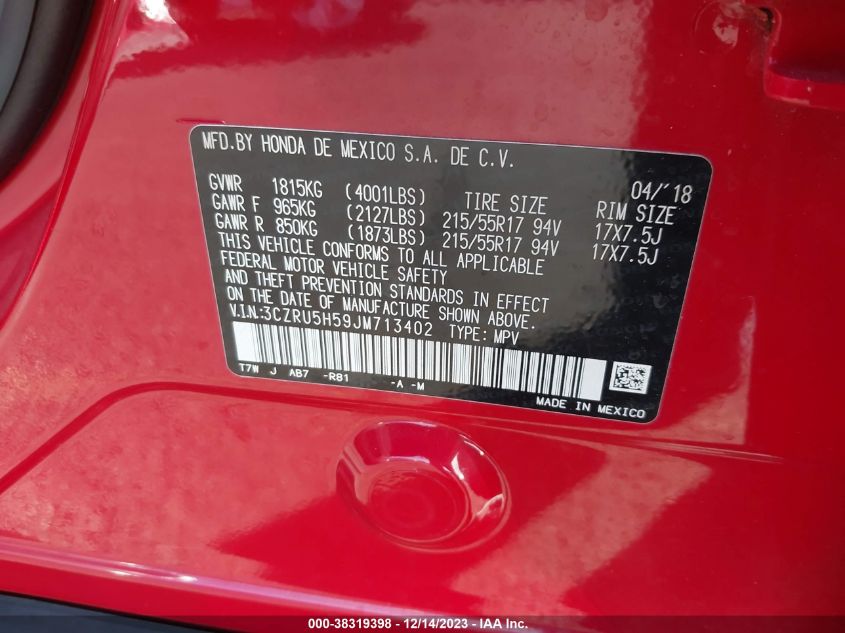 MFD.BY HONDA DE MEXICO S.A. DE C.V.
04/'18
GVWR 1815KG (4001LBS) TIRE SIZE RIM SIZE
GAWR F 965KG (2127LBS) 215/55R17 94V 17X7.5J
GAWR R 850KG (1873LBS) 215/55R17 94V 17X7.5J
THIS VEHICLE CONFORMS TO ALL APPLICABLE
FEDERAL MOTOR VEHICLE SAFETY
AND THEFT PREVENTION STANDARDS IN EFFECT
ON THE DATE OF MANUFACTURE SHOWN ABOVE.
V.I.N.:3CZRU5H59JM713402 TYPE: MPV
T7W J AB7 -R81 -A -M
MADE IN MEXICO
000-38319398 - 12/14/2023 - IAA Inc.